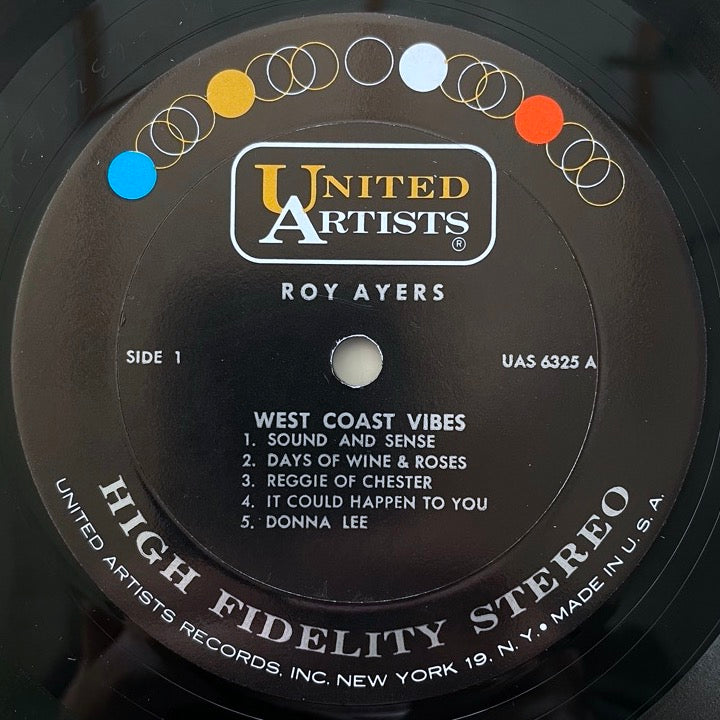 UNITED
ARTISTS
®
ROY AYERS
SIDE 1
UAS 6325 A
WEST COAST VIBES
1. SOUND AND SENSE
2. DAYS OF WINE & ROSES
3. REGGIE OF CHESTER
4. IT COULD HAPPEN TO YOU
5. DONNA LEE
HIGH FIDELITY STEREO
UNITED ARTISTS RECORDS, INC. NEW YORK 19, N. Y. • MADE IN U. S. A.